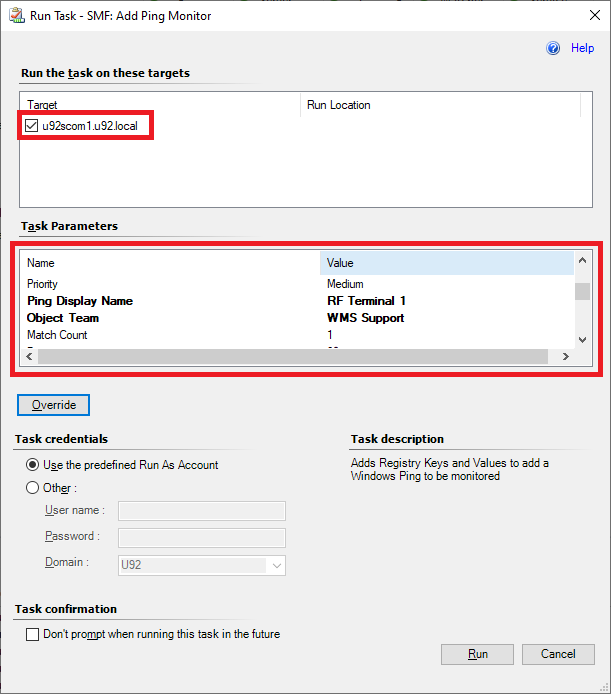 Run Task - SMF: Add Ping Monitor
Help
Run the task on these targets
Target Run Location
u92scom1.u92.local
Task Parameters
Name Value
Priority Medium
Ping Display Name RF Terminal 1
Object Team WMS Support
Match Count 1
Override
Task credentials
Use the predefined Run As Account
Other :
User name :
Password :
Domain : U92
Task description
Adds Registry Keys and Values to add a
Windows Ping to be monitored
Task confirmation
Don't prompt when running this task in the future
Run Cancel